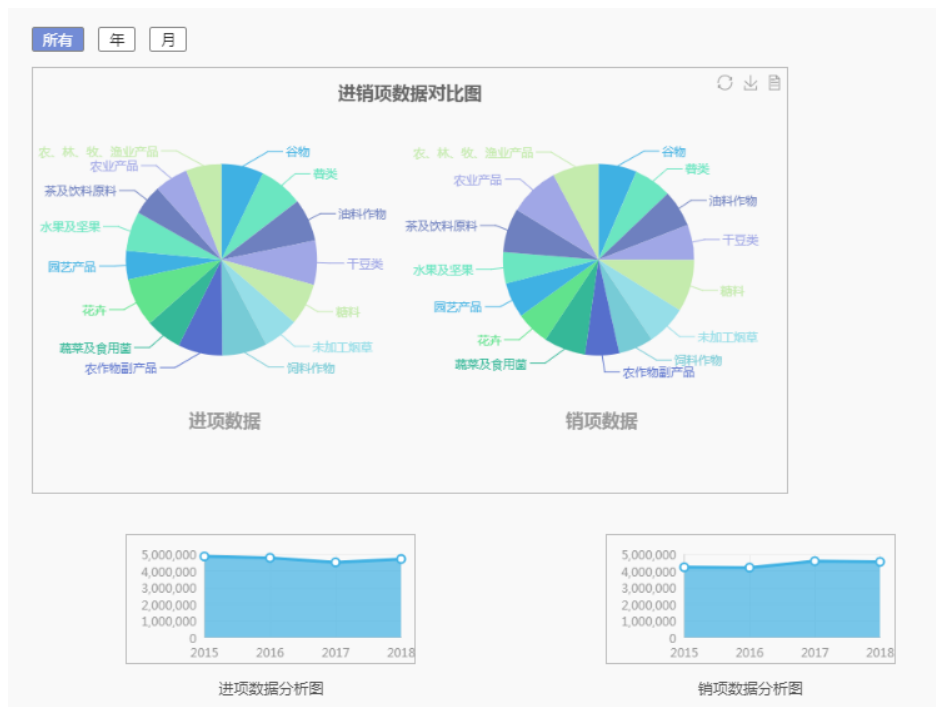 所有 年 月
进销项数据对比图
农、林、牧、渔业产品
谷物
农业产品
薯类
茶及饮料原料
油料作物
水果及坚果
干豆类
园艺产品
花卉
糖料
蔬菜及食用菌
未加工烟草
农作物副产品
饲料作物
进项数据
农、林、牧、渔业产品
谷物
农业产品
薯类
茶及饮料原料
油料作物
水果及坚果
干豆类
园艺产品
糖料
花卉
未加工烟草
蔬菜及食用菌
饲料作物
农作物副产品
销项数据
5,000,000
4,000,000
3,000,000
2,000,000
1,000,000
0
2015 2016 2017 2018
进项数据分析图
5,000,000
4,000,000
3,000,000
2,000,000
1,000,000
0
2015 2016 2017 2018
销项数据分析图